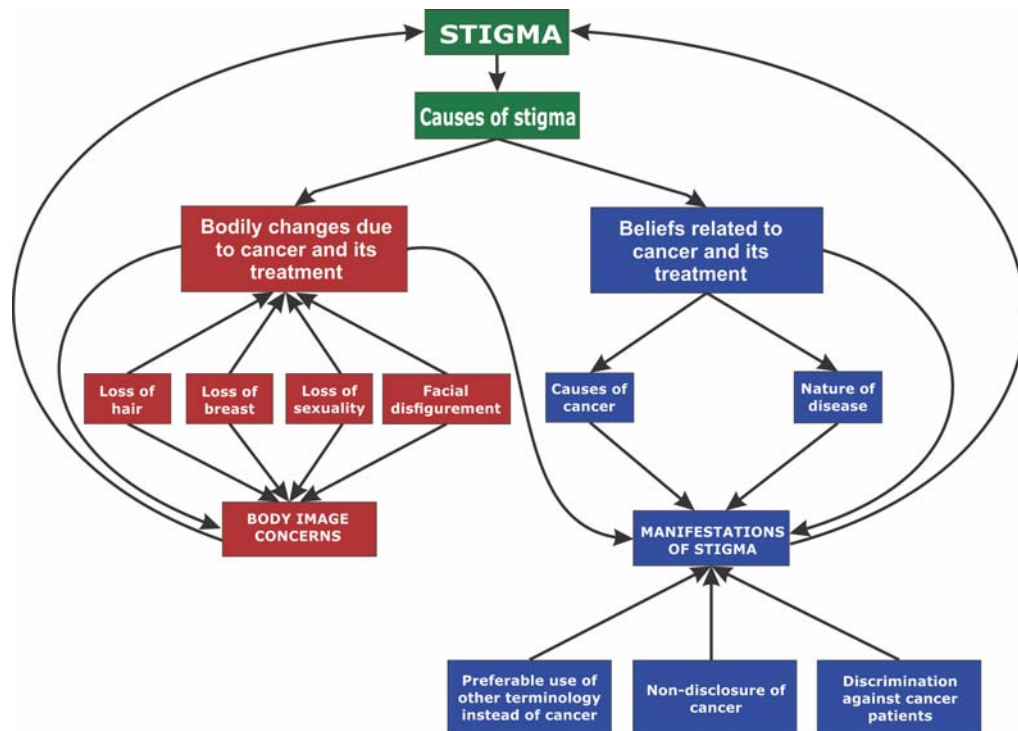 STIGMA
Causes of stigma
Bodily changes due
to cancer and its
treatment
Beliefs related to
cancer and its
treatment
Loss of
hair
Loss of
breast
Loss of
sexuality
Facial
disfigurement
Causes of
cancer
Nature of
disease
BODY IMAGE
CONCERNS
MANIFESTATIONS
OF STIGMA
Preferable use of
other terminology
instead of cancer
Non-disclosure of
cancer
Discrimination
against cancer
patients